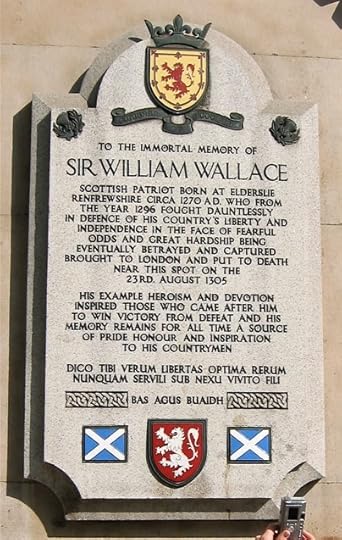 TO THE IMMORTAL MEMORY OF
SIR WILLIAM WALLACE
SCOTTISH PATRIOT BORN AT ELDERSLIE
RENFREWSHIRE CIRCA 1270 A.D. WHO FROM
THE YEAR 1296 FOUGHT DAUNTLESSLY
IN DEFENCE OF HIS COUNTRY'S LIBERTY AND
INDEPENDENCE IN THE FACE OF FEARFUL
ODDS AND GREAT HARDSHIP BEING
EVENTUALLY BETRAYED AND CAPTURED
BROUGHT TO LONDON AND PUT TO DEATH
NEAR THIS SPOT ON THE
23RD. AUGUST 1305
HIS EXAMPLE HEROISM AND DEVOTION
INSPIRED THOSE WHO CAME AFTER HIM
TO WIN VICTORY FROM DEFEAT AND HIS
MEMORY REMAINS FOR ALL TIME A SOURCE
OF PRIDE HONOUR AND INSPIRATION
TO HIS COUNTRYMEN
DICO TIBI VERUM LIBERTAS OPTIMA RERUM
NUNQUAM SERVILI SUB NEXU VIVITO FILI
BAS AGUS BUAIDH